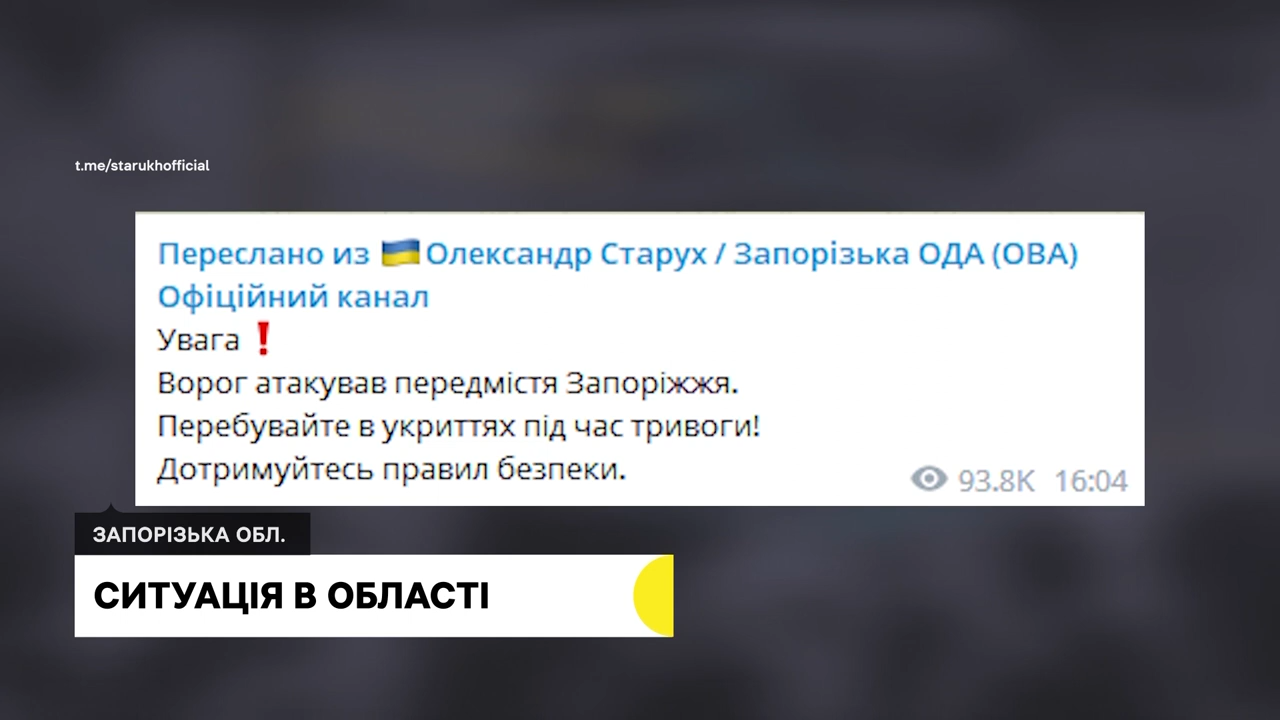 t.me/starukhofficial
Переслано из 🇺🇦Олександр Старух / Запорізька ОДА (ОВА)
Офіційний канал
Увага ❗
Ворог атакував передмістя Запоріжжя.
Перебувайте в укриттях під час тривоги!
Дотримуйтесь правил безпеки.
93.8K 16:04
ЗАПОРІЗЬКА ОБЛ.
СИТУАЦІЯ В ОБЛАСТІ